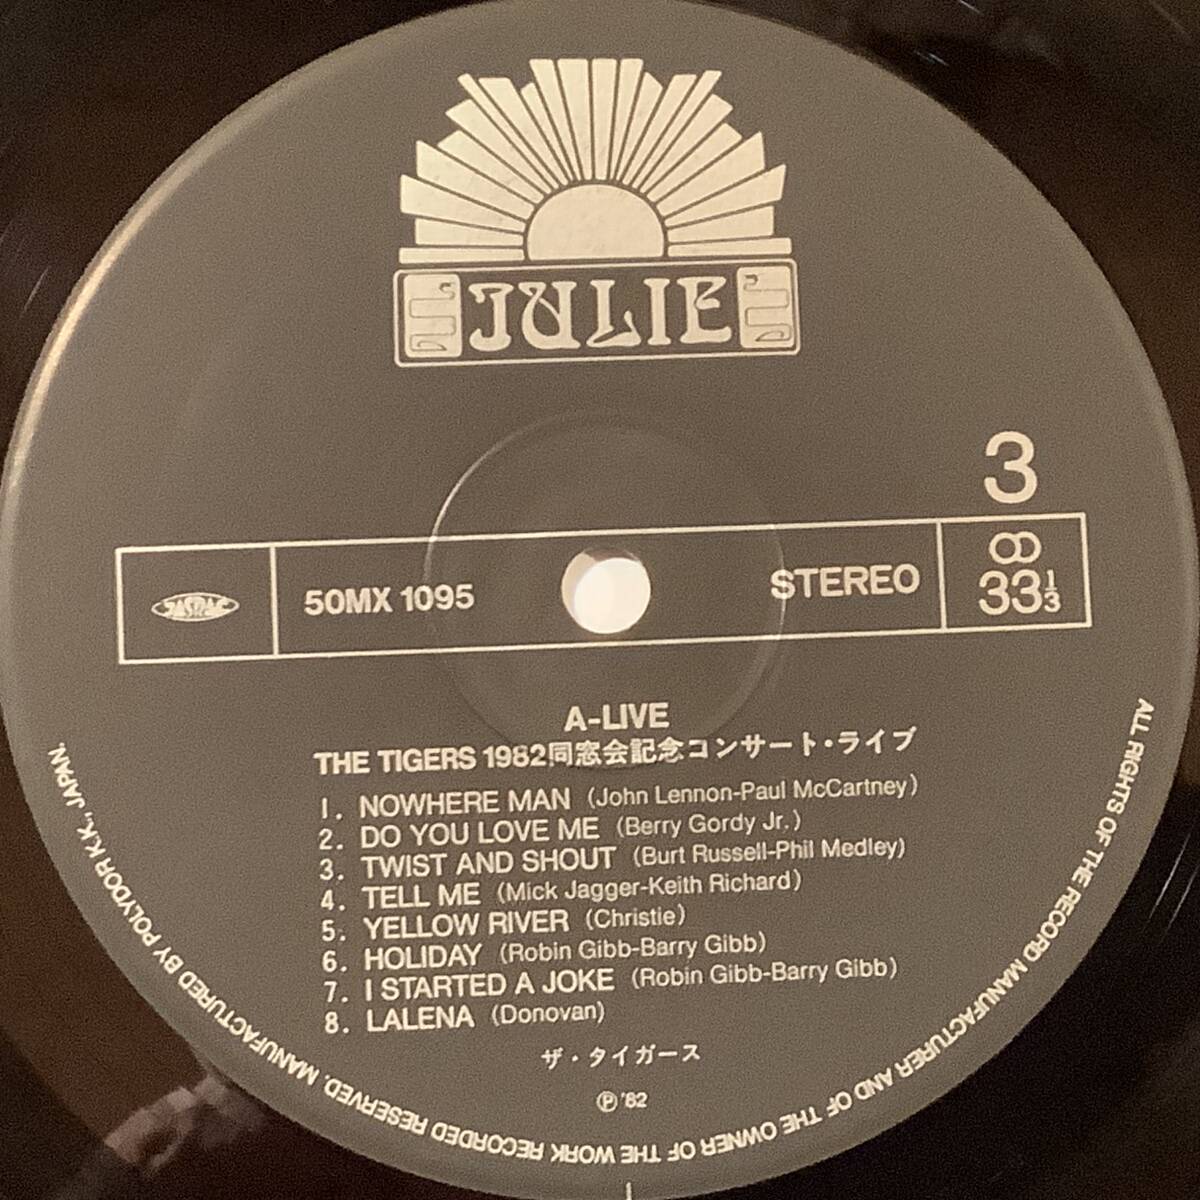 JULIE
3
JASRAC
50MX 1095
STEREO
33 1/3
A-LIVE
THE TIGERS 1982同窓会記念コンサート・ライブ
1. NOWHERE MAN (John Lennon-Paul McCartney)
2. DO YOU LOVE ME (Berry Gordy Jr.)
3. TWIST AND SHOUT (Burt Russell-Phil Medley)
4. TELL ME (Mick Jagger-Keith Richard)
5. YELLOW RIVER (Christie)
6. HOLIDAY (Robin Gibb-Barry Gibb)
7. I STARTED A JOKE (Robin Gibb-Barry Gibb)
8. LALENA (Donovan)
ザ・タイガース
Ⓟ '82
ALL RIGHTS OF THE RECORD MANUFACTURER AND OF THE OWNER OF THE WORK RECORDED RESERVED. MANUFACTURED BY POLYDOR K.K., JAPAN.